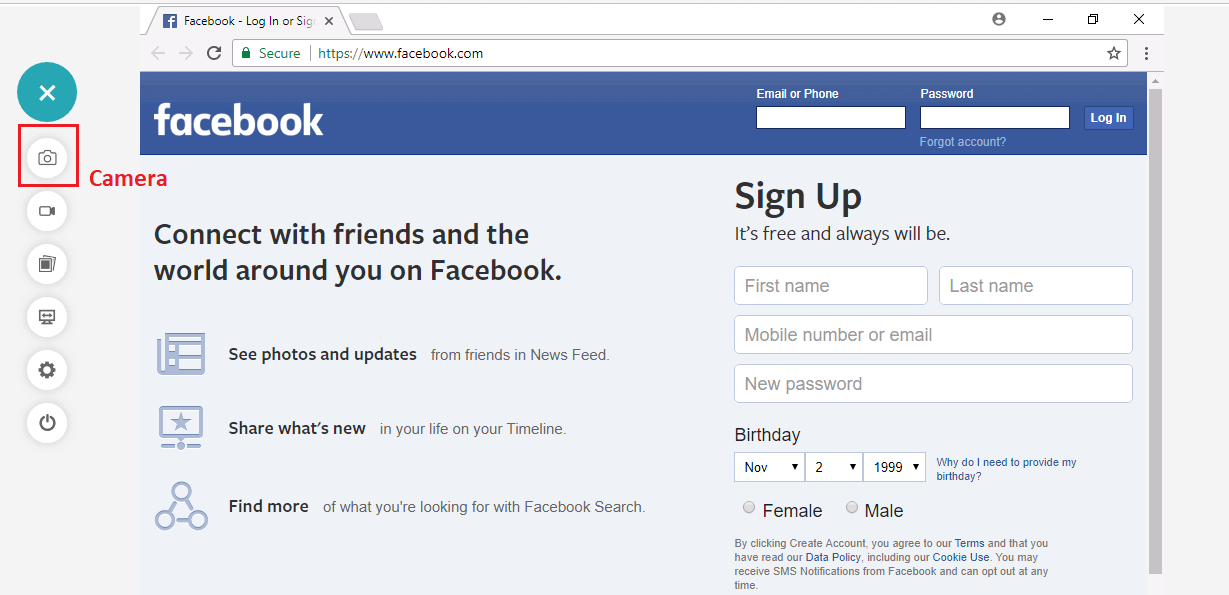 Facebook - Log In or Sig
Secure https://www.facebook.com
Camera
facebook
Email or Phone
Password
Log In
Forgot account?
Connect with friends and the
world around you on Facebook.
See photos and updates from friends in News Feed.
Share what's new in your life on your Timeline.
Find more of what you're looking for with Facebook Search.
Sign Up
It's free and always will be.
First name
Last name
Mobile number or email
New password
Birthday
Nov 2 1999
Why do I need to provide my
birthday?
Female Male
By clicking Create Account, you agree to our Terms and that you
have read our Data Policy, including our Cookie Use. You may
receive SMS Notifications from Facebook and can opt out at any
time.